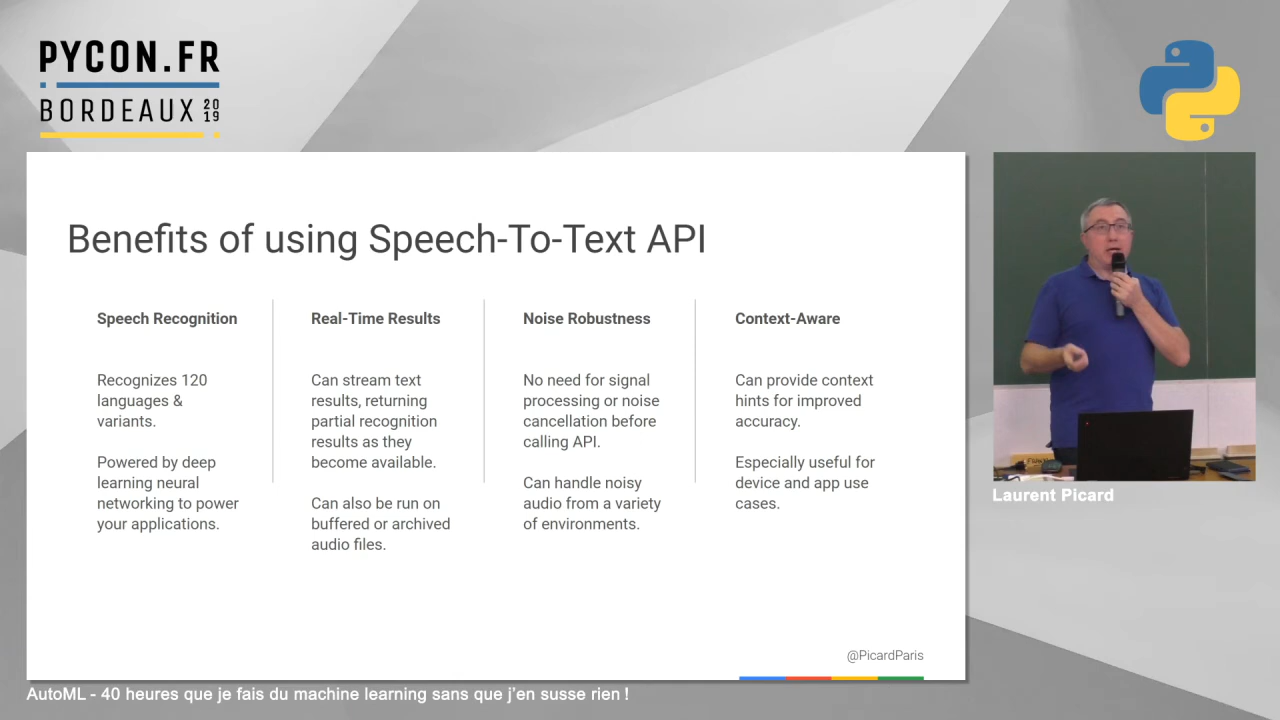 PYCON.FR
BORDEAUX 2019
Benefits of using Speech-To-Text API
Speech Recognition
Recognizes 120
languages &
variants.
Powered by deep
learning neural
networking to power
your applications.
Real-Time Results
Can stream text
results, returning
partial recognition
results as they
become available.
Can also be run on
buffered or archived
audio files.
Noise Robustness
No need for signal
processing or noise
cancellation before
calling API.
Can handle noisy
audio from a variety
of environments.
Context-Aware
Can provide context
hints for improved
accuracy.
Especially useful for
device and app use
cases.
@PicardParis
Laurent Picard
AutoML - 40 heures que je fais du machine learning sans que j'en susse rien !